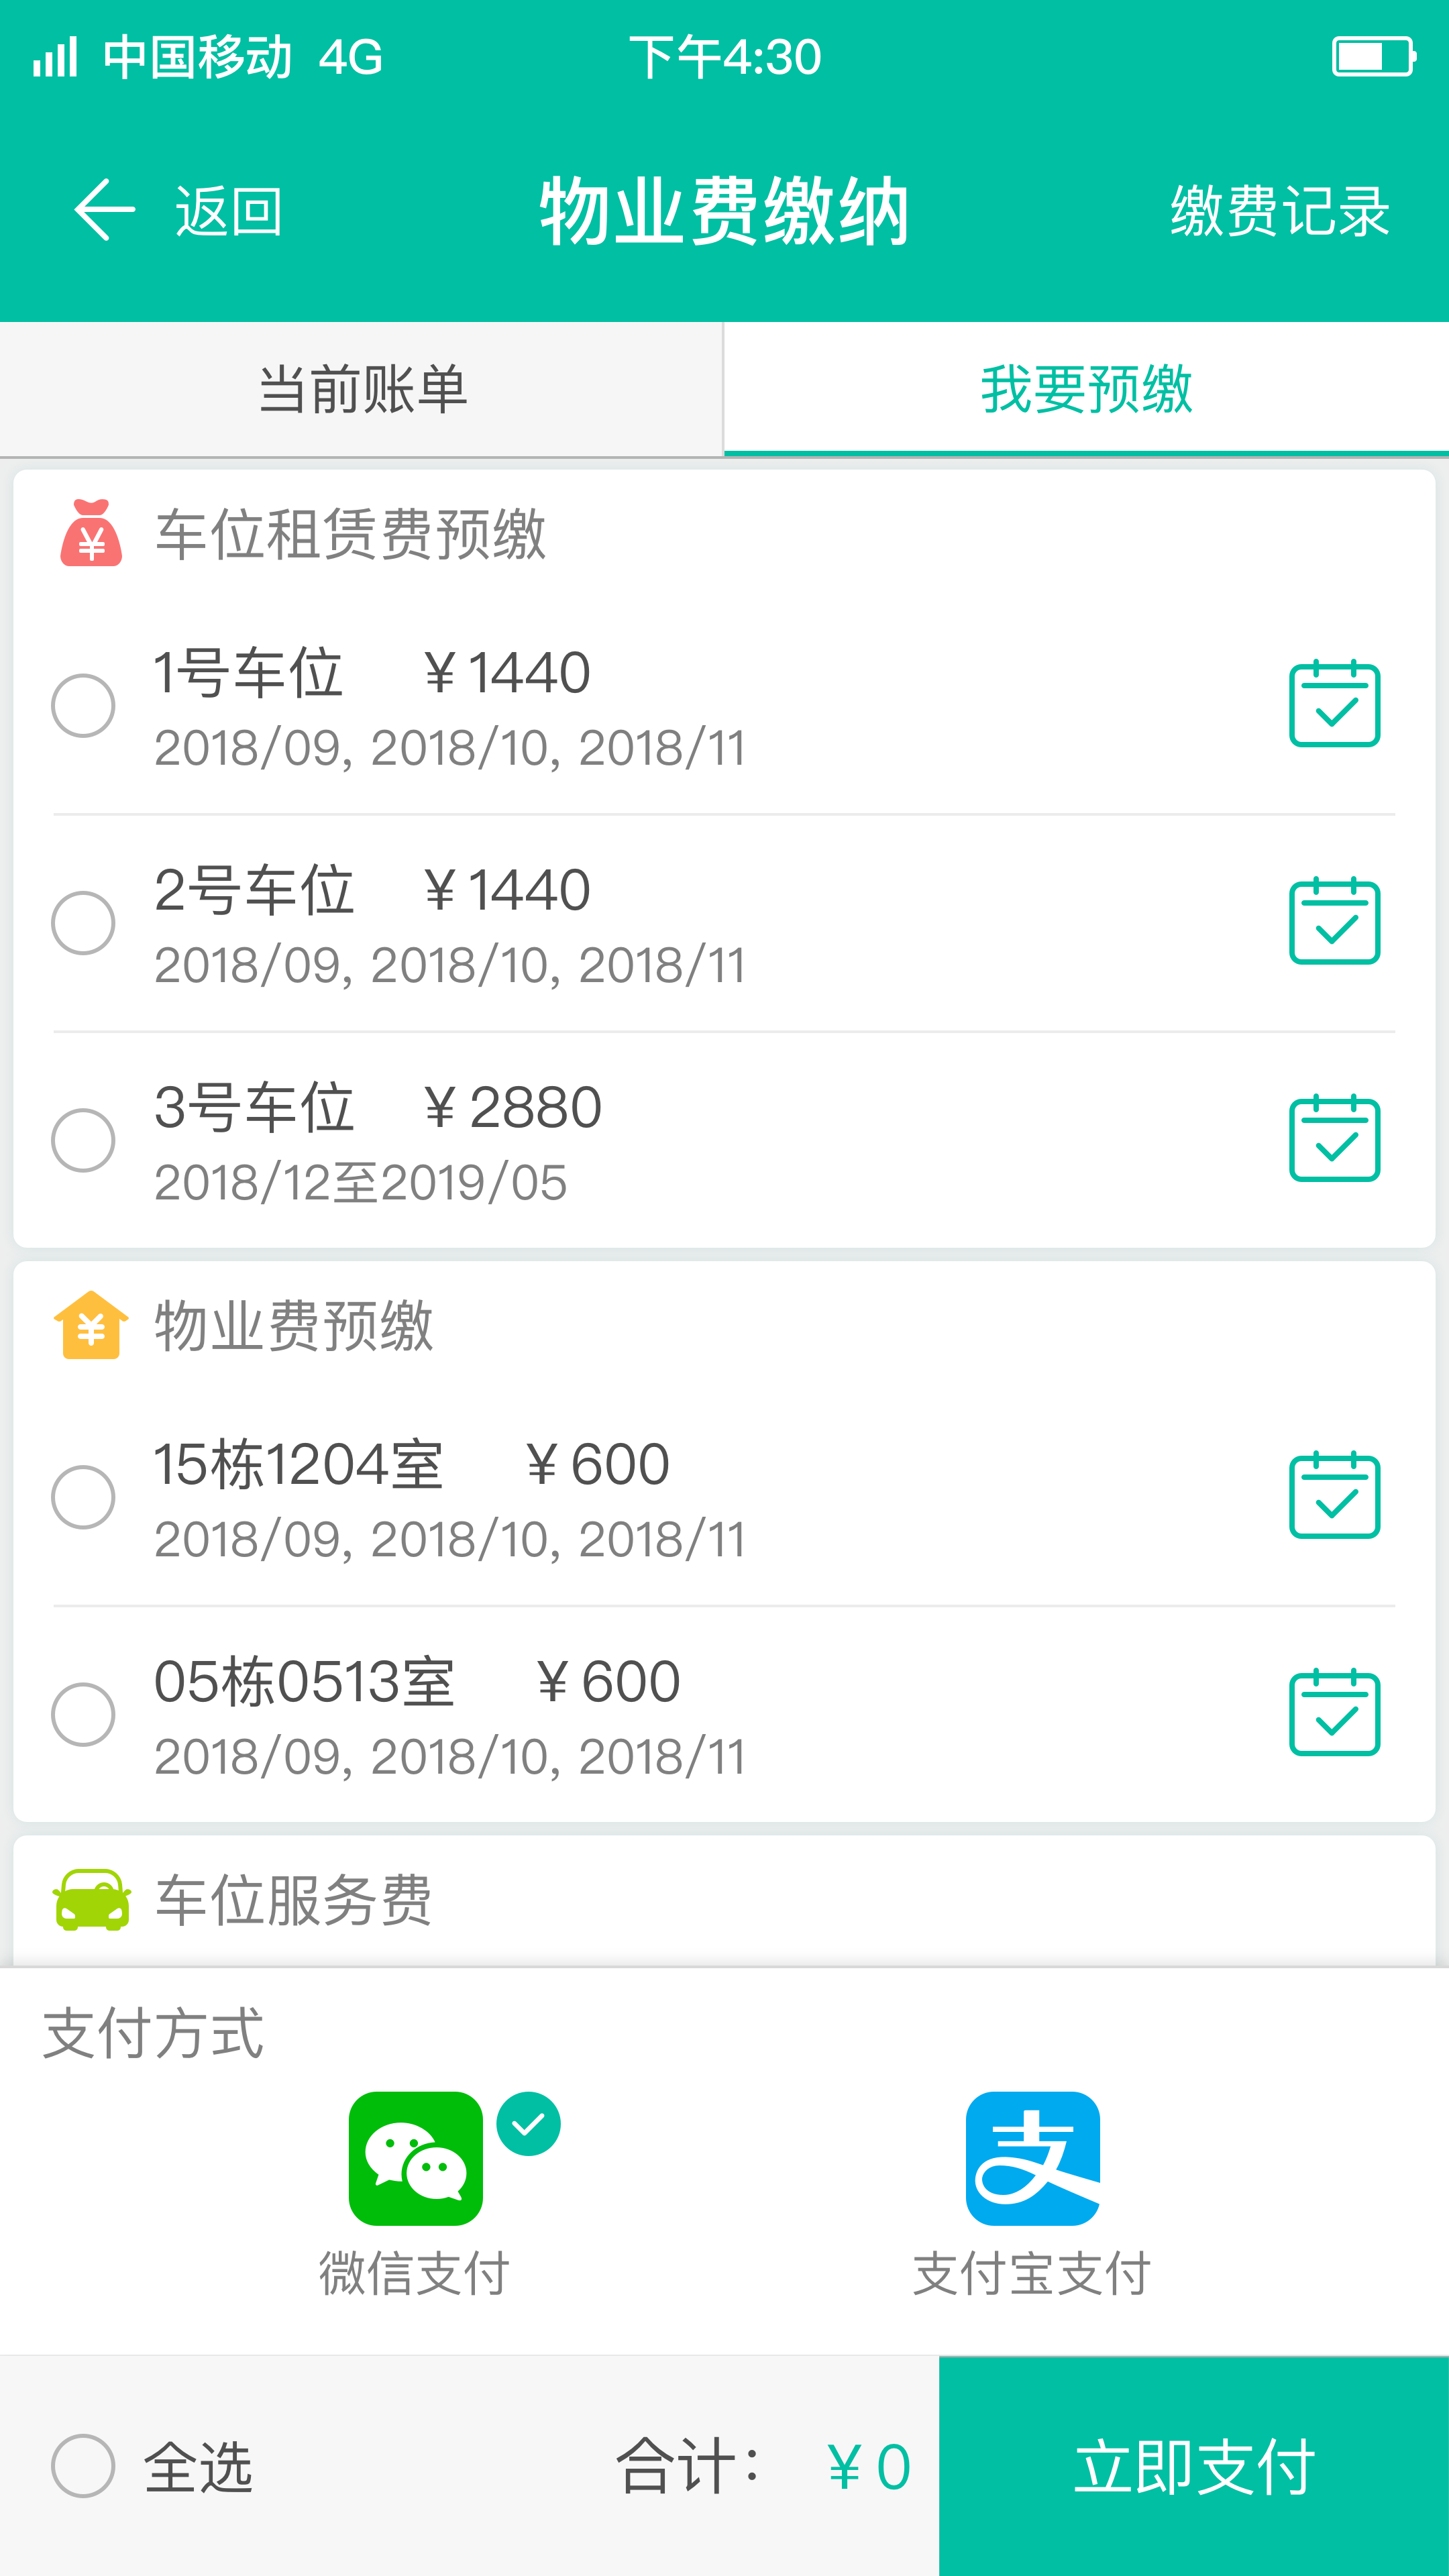 中国移动 4G 下午4:30
返回 物业费缴纳 缴费记录
当前账单 我要预缴
车位租赁费预缴
1号车位 ¥1440
2018/09, 2018/10, 2018/11
2号车位 ¥1440
2018/09, 2018/10, 2018/11
3号车位 ¥2880
2018/12至2019/05
物业费预缴
15栋1204室 ¥600
2018/09, 2018/10, 2018/11
05栋0513室 ¥600
2018/09, 2018/10, 2018/11
车位服务费
支付方式
支
微信支付 支付宝支付
全选 合计: ¥0 立即支付